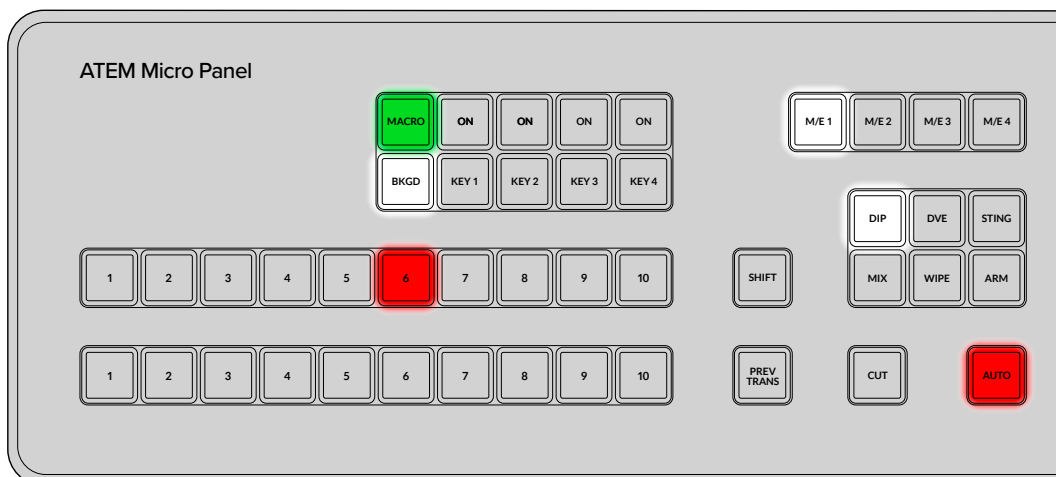 ATEM Micro Panel
MACRO ON ON ON ON
M/E 1 M/E 2 M/E 3 M/E 4
BKGD KEY 1 KEY 2 KEY 3 KEY 4
DIP DVE STING
1 2 3 4 5 6 7 8 9 10
SHIFT
MIX WIPE ARM
1 2 3 4 5 6 7 8 9 10
PREV
TRANS
CUT
AUTO